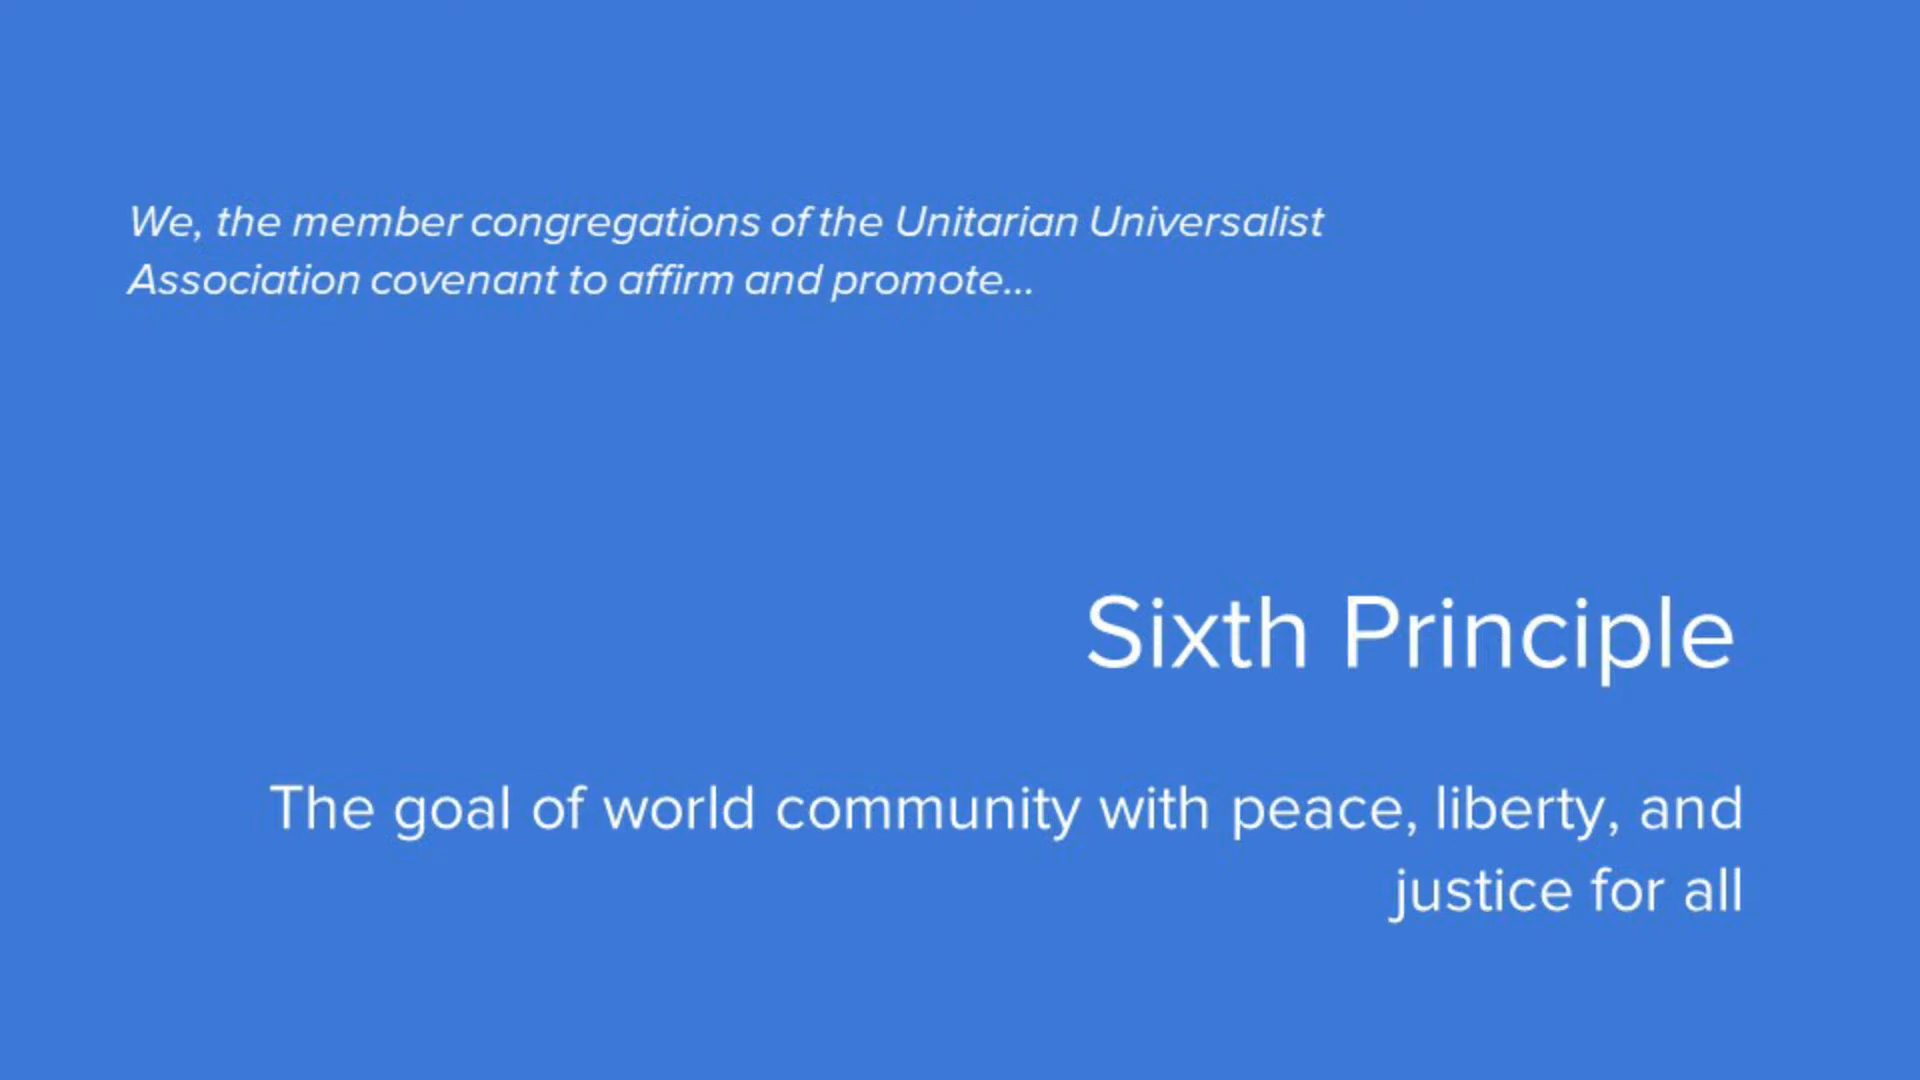 We, the member congregations of the Unitarian Universalist
Association covenant to affirm and promote...
Sixth Principle
The goal of world community with peace, liberty, and
justice for all